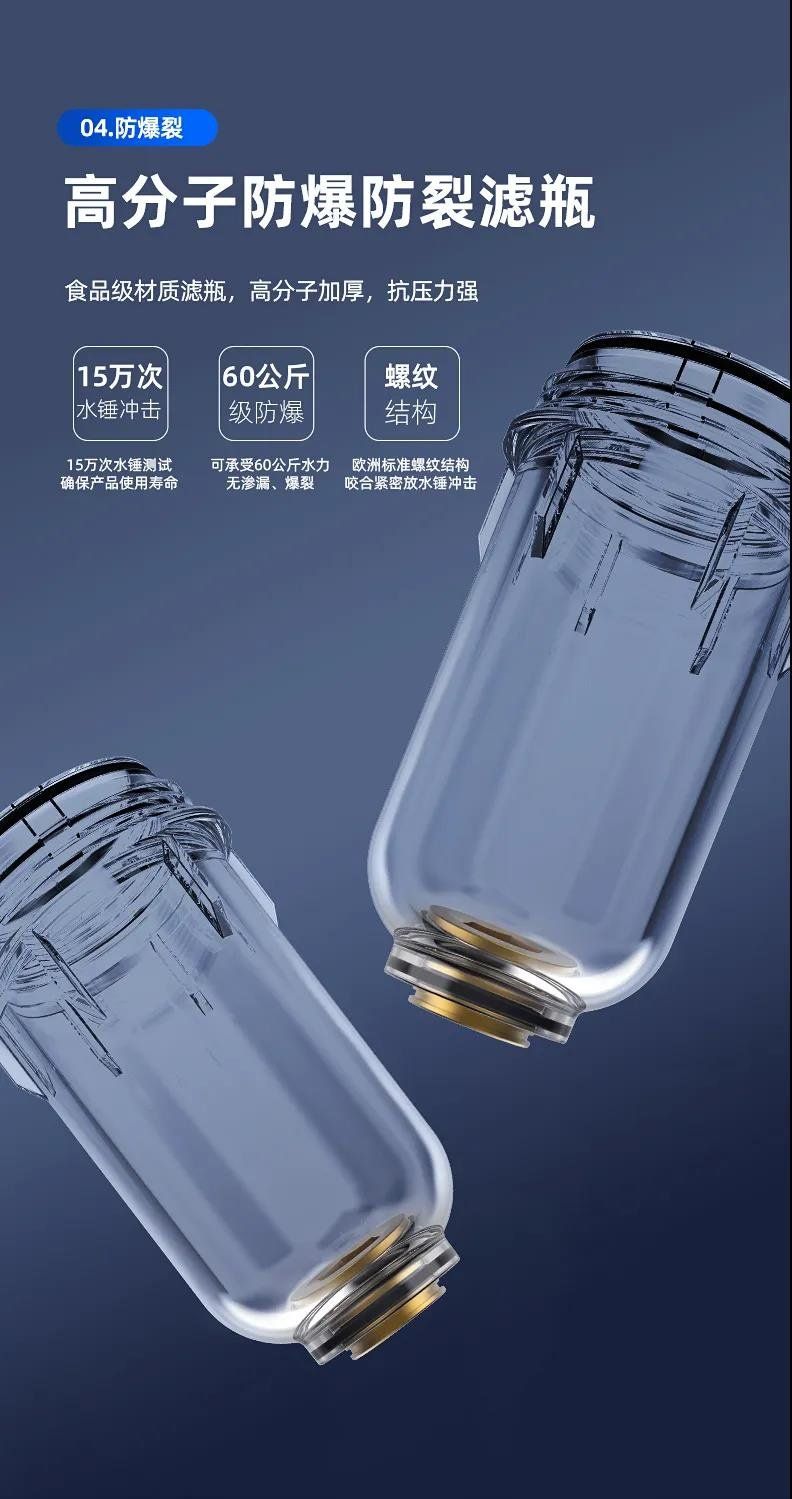 04.防爆裂
高分子防爆防裂滤瓶
食品级材质滤瓶，高分子加厚，抗压力强
15万次
水锤冲击
15万次水锤测试
确保产品使用寿命
60公斤
级防爆
可承受60公斤水力
无渗漏、爆裂
螺纹
结构
欧洲标准螺纹结构
咬合紧密放水锤冲击